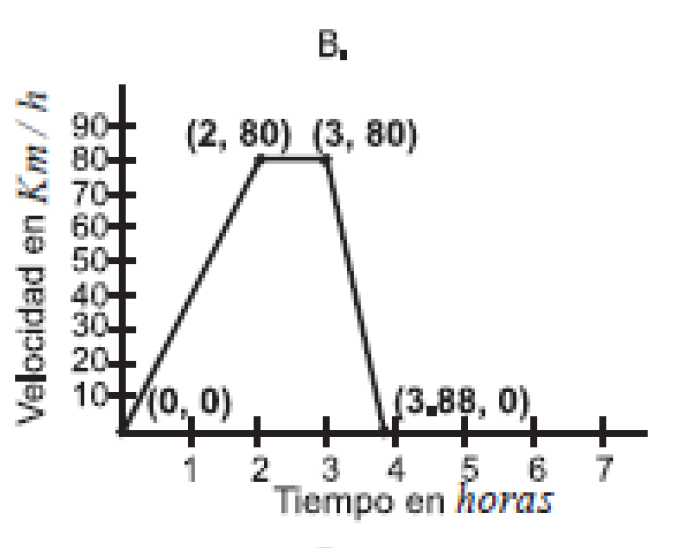 B.
Velocidad en Km / h
90
(2, 80) (3, 80)
80
70
60
50
40
30
20
10
(0, 0) (3.88, 0)
1 2 3 4 5 6 7
Tiempo en horas